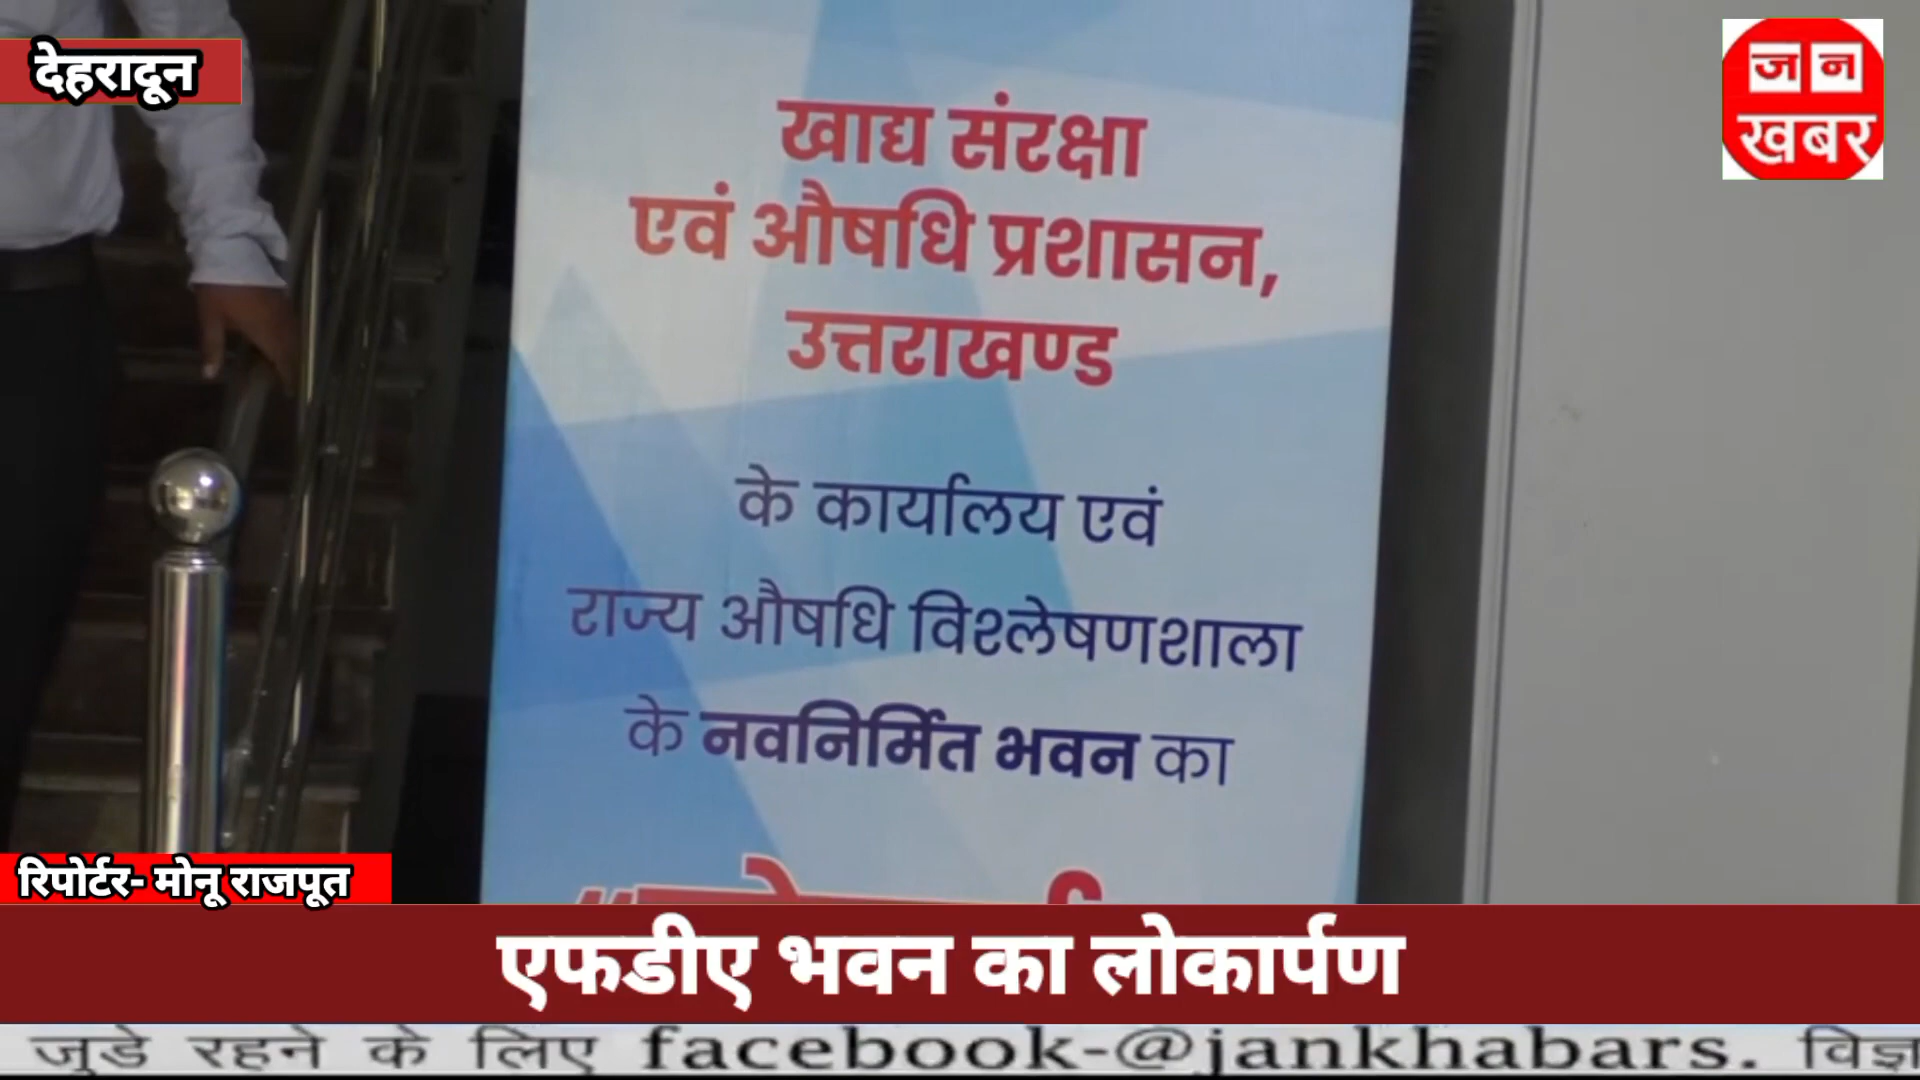 देहरादून
जन
खबर
खाद्य संरक्षा
एवं औषधि प्रशासन,
उत्तराखण्ड
के कार्यालय एवं
राज्य औषधि विश्लेषणशाला
के नवनिर्मित भवन का
रिपोर्टर- मोनू राजपूत
एफडीए भवन का लोकार्पण
जुडे रहने के लिए facebook-@jankhabars.